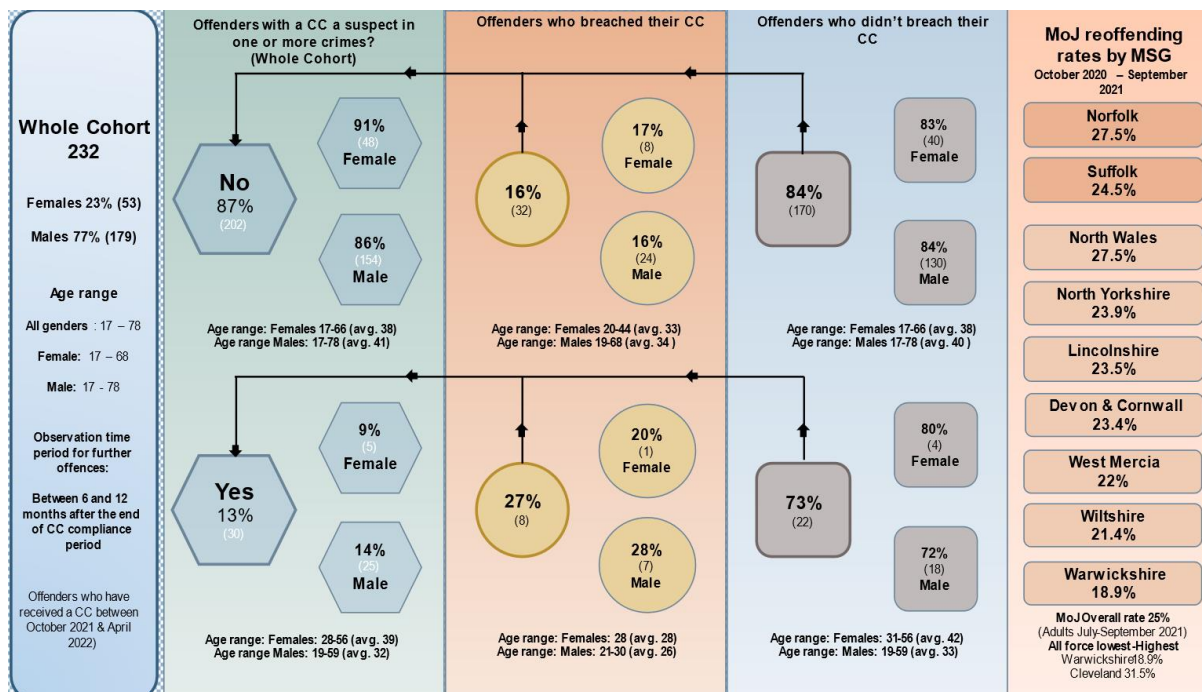 Whole Cohort
232
Females 23% (53)
Males 77% (179)
Age range
All genders : 17 – 78
Female: 17 – 68
Male: 17 - 78
Observation time
period for further
offences:
Between 6 and 12
months after the end
of CC compliance
period
Offenders who have
received a CC between
October 2021 & April
2022)
Offenders with a CC a suspect in
one or more crimes?
(Whole Cohort)
No
87%
(202)
91%
(48)
Female
86%
(154)
Male
Age range: Females 17-66 (avg. 38)
Age range Males: 17-78 (avg. 41)
Yes
13%
(30)
9%
(5)
Female
14%
(25)
Male
Age range: Females: 28-56 (avg. 39)
Age range Males: 19-59 (avg. 32)
Offenders who breached their CC
16%
(32)
17%
(8)
Female
16%
(24)
Male
Age range: Females 20-44 (avg. 33)
Age range: Males 19-68 (avg. 34 )
27%
(8)
20%
(1)
Female
28%
(7)
Male
Age range: Females: 28 (avg. 28)
Age range: Males: 21-30 (avg. 26)
Offenders who didn’t breach their
CC
84%
(170)
83%
(40)
Female
84%
(130)
Male
Age range: Females 17-66 (avg. 38)
Age range: Males 17-78 (avg. 40 )
73%
(22)
80%
(4)
Female
72%
(18)
Male
Age range: Females: 31-56 (avg. 42)
Age range: Males: 19-59 (avg. 33)
MoJ reoffending
rates by MSG
October 2020 – September
2021
Norfolk
27.5%
Suffolk
24.5%
North Wales
27.5%
North Yorkshire
23.9%
Lincolnshire
23.5%
Devon & Cornwall
23.4%
West Mercia
22%
Wiltshire
21.4%
Warwickshire
18.9%
MoJ Overall rate 25%
(Adults July-September 2021)
All force lowest-Highest
Warwickshire18.9%
Cleveland 31.5%